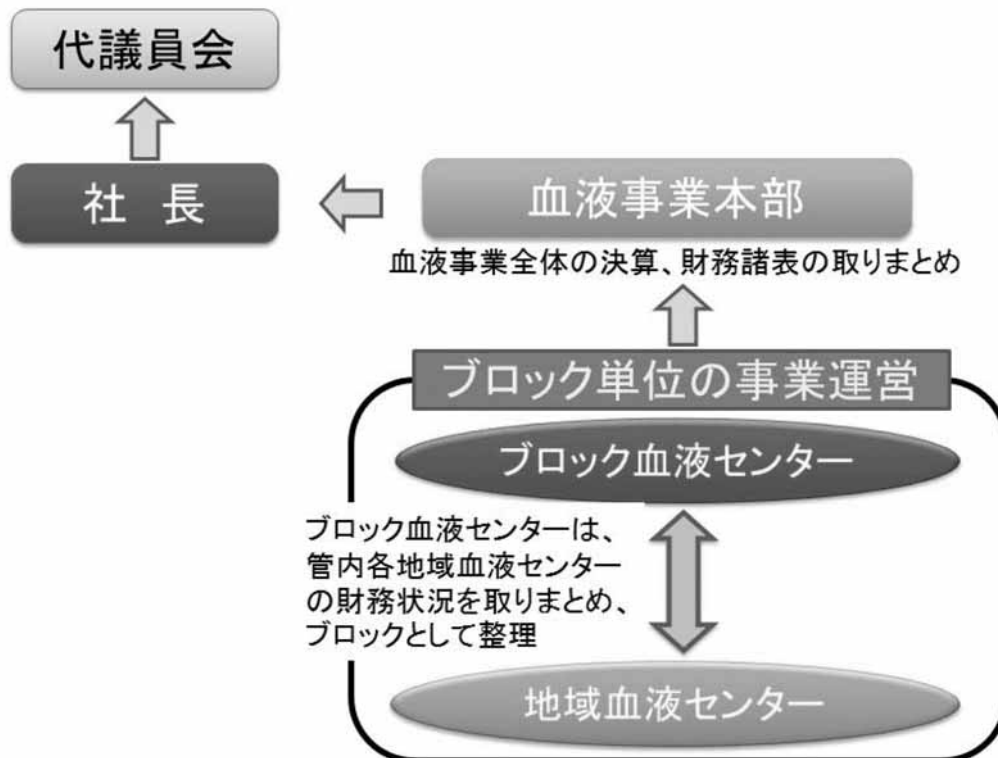 代議員会
社 長
血液事業本部
血液事業全体の決算、財務諸表の取りまとめ
ブロック単位の事業運営
ブロック血液センター
ブロック血液センターは、
管内各地域血液センター
の財務状況を取りまとめ、
ブロックとして整理
地域血液センター